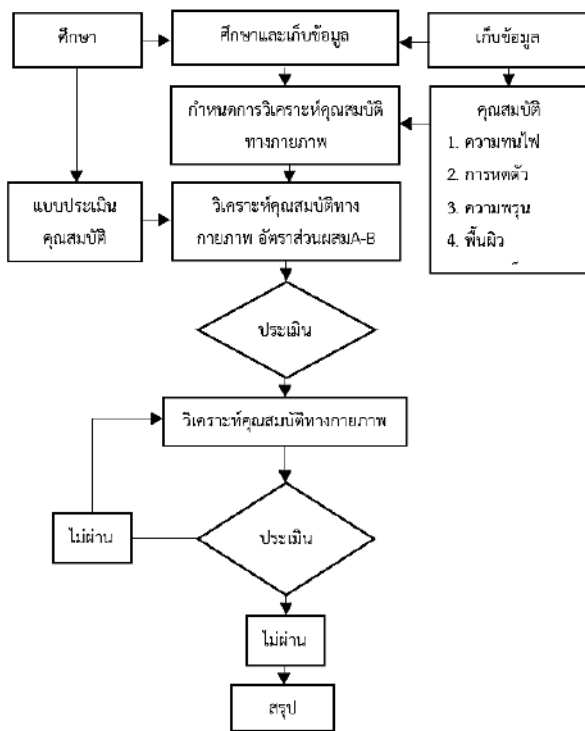 ศึกษา
ศึกษาและเก็บข้อมูล
เก็บข้อมูล
กำหนดการวิเคราะห์คุณสมบัติ
ทางกายภาพ
คุณสมบัติ
1. ความทนไฟ
2. การหดตัว
3. ความพรุน
4. พื้นผิว
แบบประเมิน
คุณสมบัติ
วิเคราะห์คุณสมบัติทาง
กายภาพ อัตราส่วนผสมA-B
ประเมิน
วิเคราะท์คุณสมบัติทางกายภาพ
ไม่ผ่าน
ประเมิน
ไม่ผ่าน
สรุป